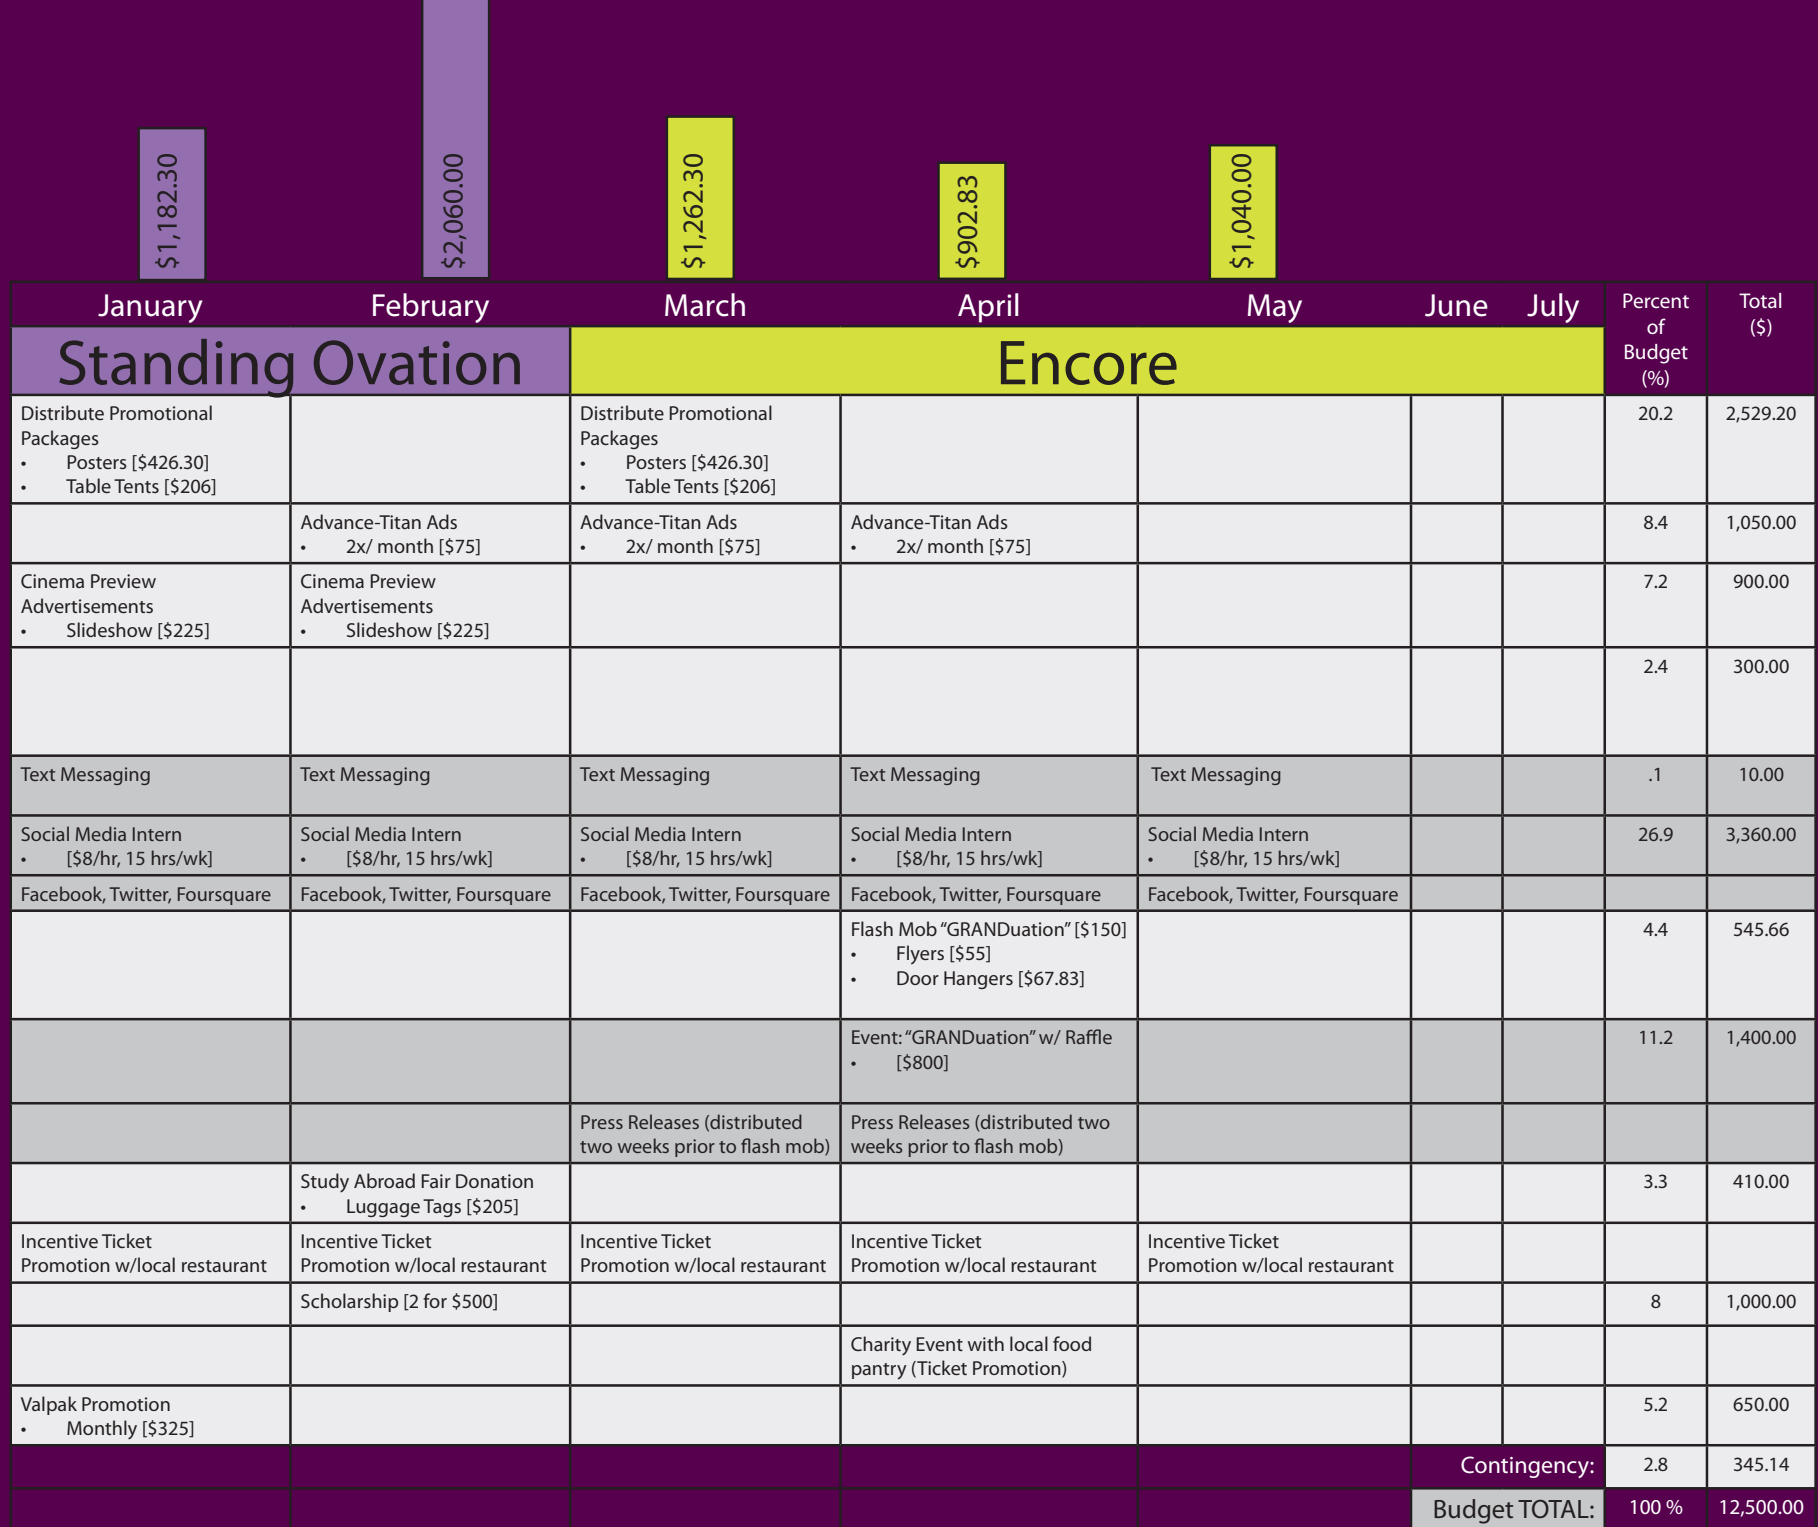 $1,182.30
$2,060.00
$1,262.30
$902.83
$1,040.00
January February March April May June July Percent of Budget (%) Total ($)
Standing Ovation Encore
Distribute Promotional
Packages
• Posters [$426.30]
• Table Tents [$206]
Distribute Promotional
Packages
• Posters [$426.30]
• Table Tents [$206]
20.2 2,529.20
Advance-Titan Ads
• 2x/ month [$75]
Advance-Titan Ads
• 2x/ month [$75]
Advance-Titan Ads
• 2x/ month [$75]
8.4 1,050.00
Cinema Preview
Advertisements
• Slideshow [$225]
Cinema Preview
Advertisements
• Slideshow [$225]
7.2 900.00
2.4 300.00
Text Messaging Text Messaging Text Messaging Text Messaging Text Messaging .1 10.00
Social Media Intern
• [$8/hr, 15 hrs/wk]
Social Media Intern
• [$8/hr, 15 hrs/wk]
Social Media Intern
• [$8/hr, 15 hrs/wk]
Social Media Intern
• [$8/hr, 15 hrs/wk]
Social Media Intern
• [$8/hr, 15 hrs/wk]
26.9 3,360.00
Facebook, Twitter, Foursquare Facebook, Twitter, Foursquare Facebook, Twitter, Foursquare Facebook, Twitter, Foursquare Facebook, Twitter, Foursquare
Flash Mob “GRANDuation” [$150]
• Flyers [$55]
• Door Hangers [$67.83]
4.4 545.66
Event: “GRANDuation” w/ Raffle
• [$800]
11.2 1,400.00
Press Releases (distributed
two weeks prior to flash mob)
Press Releases (distributed two
weeks prior to flash mob)
Study Abroad Fair Donation
• Luggage Tags [$205]
3.3 410.00
Incentive Ticket
Promotion w/local restaurant
Incentive Ticket
Promotion w/local restaurant
Incentive Ticket
Promotion w/local restaurant
Incentive Ticket
Promotion w/local restaurant
Incentive Ticket
Promotion w/local restaurant
Scholarship [2 for $500] 8 1,000.00
Charity Event with local food
pantry (Ticket Promotion)
Valpak Promotion
• Monthly [$325]
5.2 650.00
Contingency: 2.8 345.14
Budget TOTAL: 100 % 12,500.00